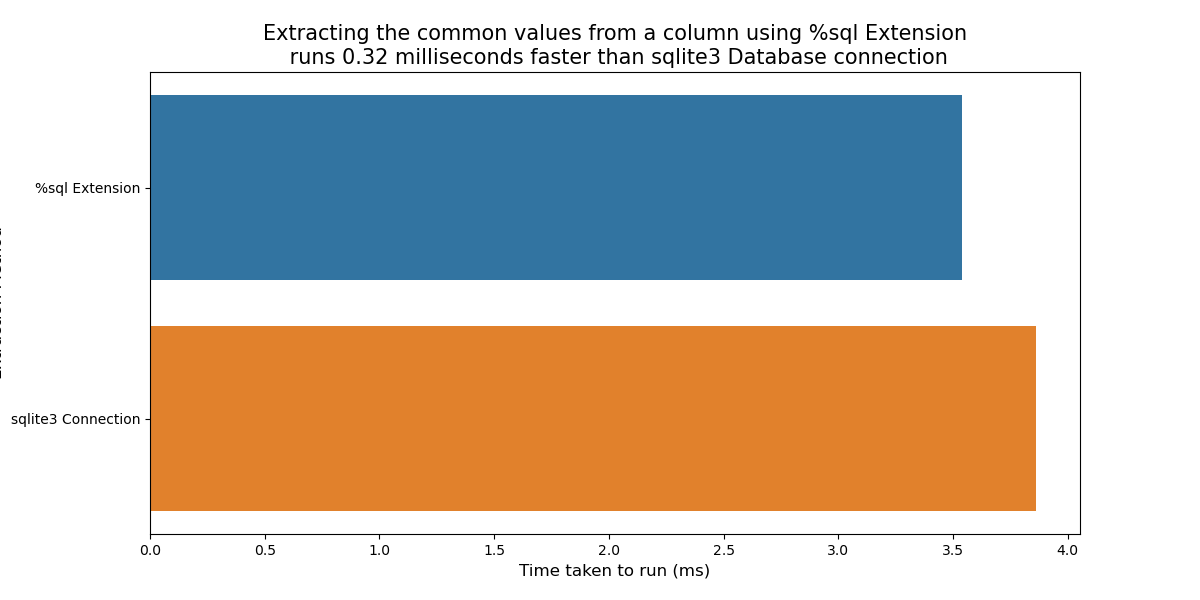 Extracting the common values from a column using %sql Extension
runs 0.32 milliseconds faster than sqlite3 Database connection
%sql Extension
sqlite3 Connection
0.0 0.5 1.0 1.5 2.0 2.5 3.0 3.5 4.0
Time taken to run (ms)